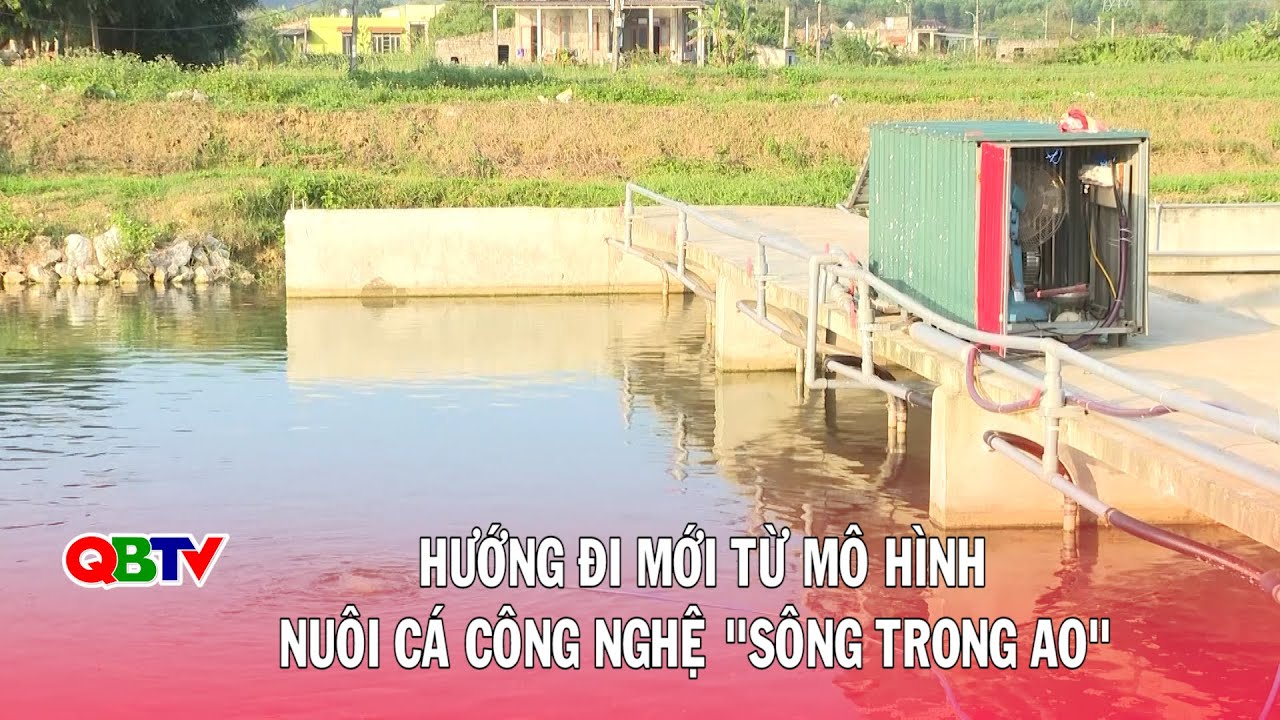 QBTV
HƯỚNG ĐI MỚI TỪ MÔ HÌNH
NUÔI CÁ CÔNG NGHỆ "SÔNG TRONG AO"